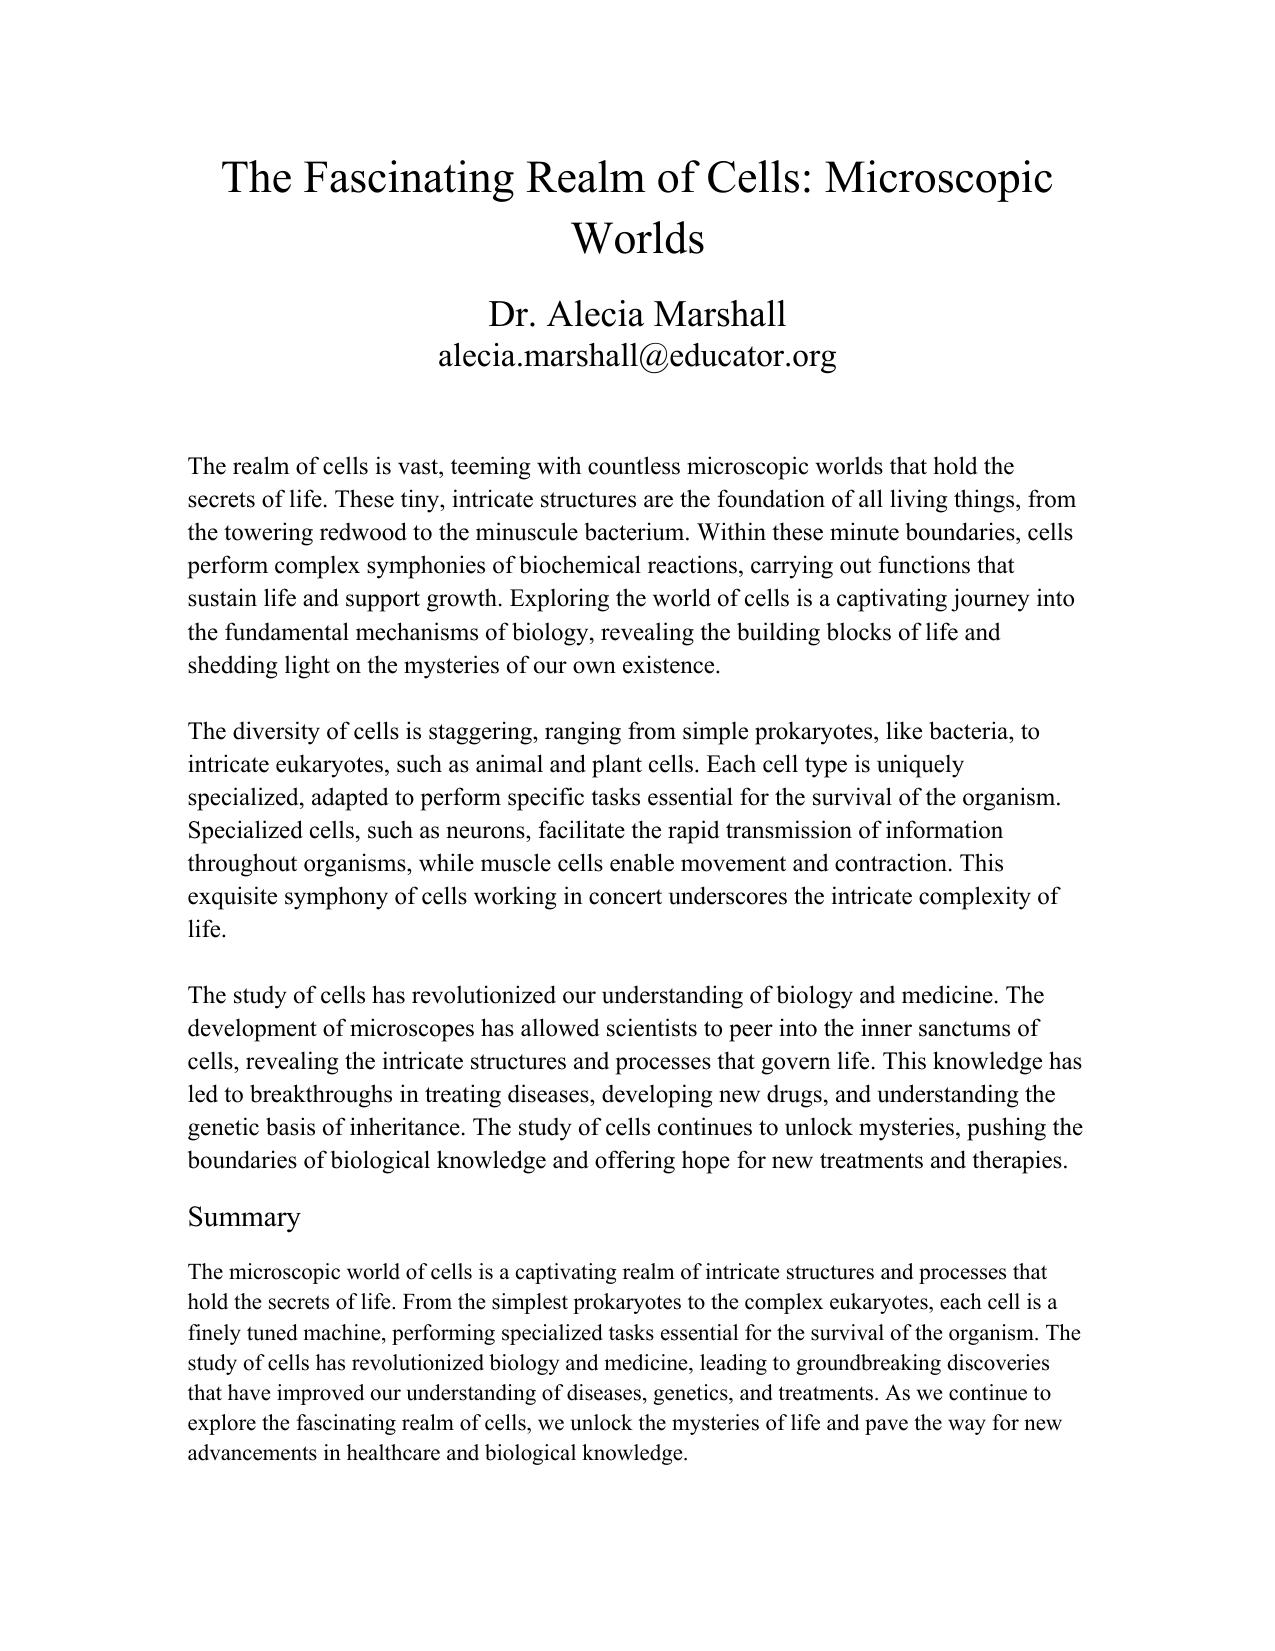 The Fascinating Realm of Cells: Microscopic
Worlds
Dr. Alecia Marshall
alecia.marshall@educator.org
The realm of cells is vast, teeming with countless microscopic worlds that hold the
secrets of life. These tiny, intricate structures are the foundation of all living things, from
the towering redwood to the minuscule bacterium. Within these minute boundaries, cells
perform complex symphonies of biochemical reactions, carrying out functions that
sustain life and support growth. Exploring the world of cells is a captivating journey into
the fundamental mechanisms of biology, revealing the building blocks of life and
shedding light on the mysteries of our own existence.
The diversity of cells is staggering, ranging from simple prokaryotes, like bacteria, to
intricate eukaryotes, such as animal and plant cells. Each cell type is uniquely
specialized, adapted to perform specific tasks essential for the survival of the organism.
Specialized cells, such as neurons, facilitate the rapid transmission of information
throughout organisms, while muscle cells enable movement and contraction. This
exquisite symphony of cells working in concert underscores the intricate complexity of
life.
The study of cells has revolutionized our understanding of biology and medicine. The
development of microscopes has allowed scientists to peer into the inner sanctums of
cells, revealing the intricate structures and processes that govern life. This knowledge has
led to breakthroughs in treating diseases, developing new drugs, and understanding the
genetic basis of inheritance. The study of cells continues to unlock mysteries, pushing the
boundaries of biological knowledge and offering hope for new treatments and therapies.
Summary
The microscopic world of cells is a captivating realm of intricate structures and processes that
hold the secrets of life. From the simplest prokaryotes to the complex eukaryotes, each cell is a
finely tuned machine, performing specialized tasks essential for the survival of the organism. The
study of cells has revolutionized biology and medicine, leading to groundbreaking discoveries
that have improved our understanding of diseases, genetics, and treatments. As we continue to
explore the fascinating realm of cells, we unlock the mysteries of life and pave the way for new
advancements in healthcare and biological knowledge.